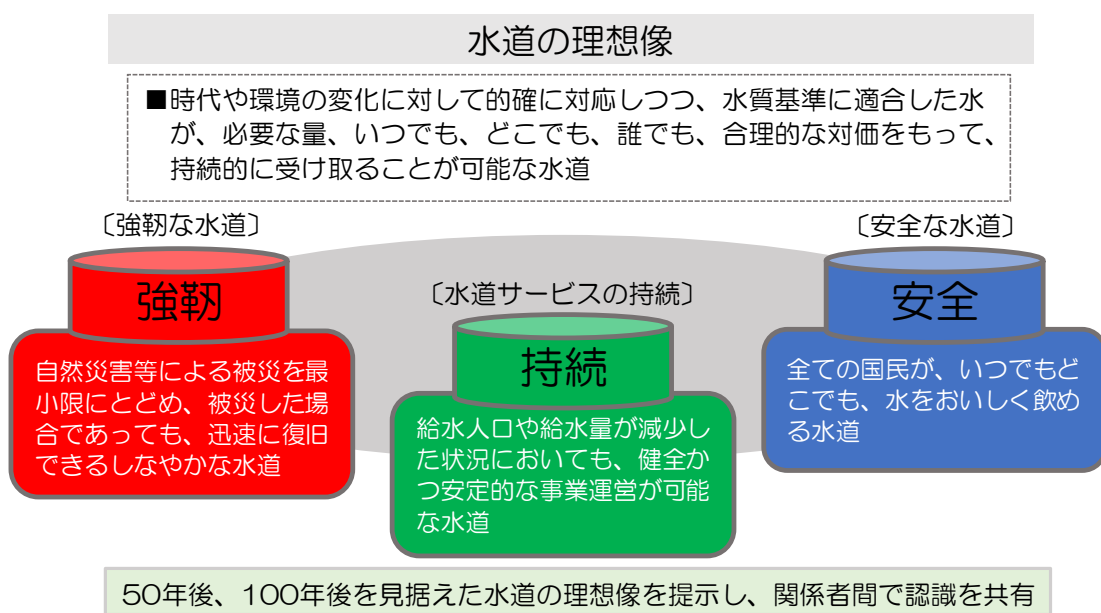 水道の理想像
■時代や環境の変化に対して的確に対応しつつ、水質基準に適合した水
が、必要な量、いつでも、どこでも、誰でも、合理的な対価をもって、
持続的に受け取ることが可能な水道
〔強靭な水道〕
強靭
自然災害等による被災を最
小限にとどめ、被災した場
合であっても、迅速に復旧
できるしなやかな水道
〔水道サービスの持続〕
持続
給水人口や給水量が減少し
た状況においても、健全か
つ安定的な事業運営が可能
な水道
〔安全な水道〕
安全
全ての国民が、いつでもど
こでも、水をおいしく飲め
る水道
50年後、100年後を見据えた水道の理想像を提示し、関係者間で認識を共有